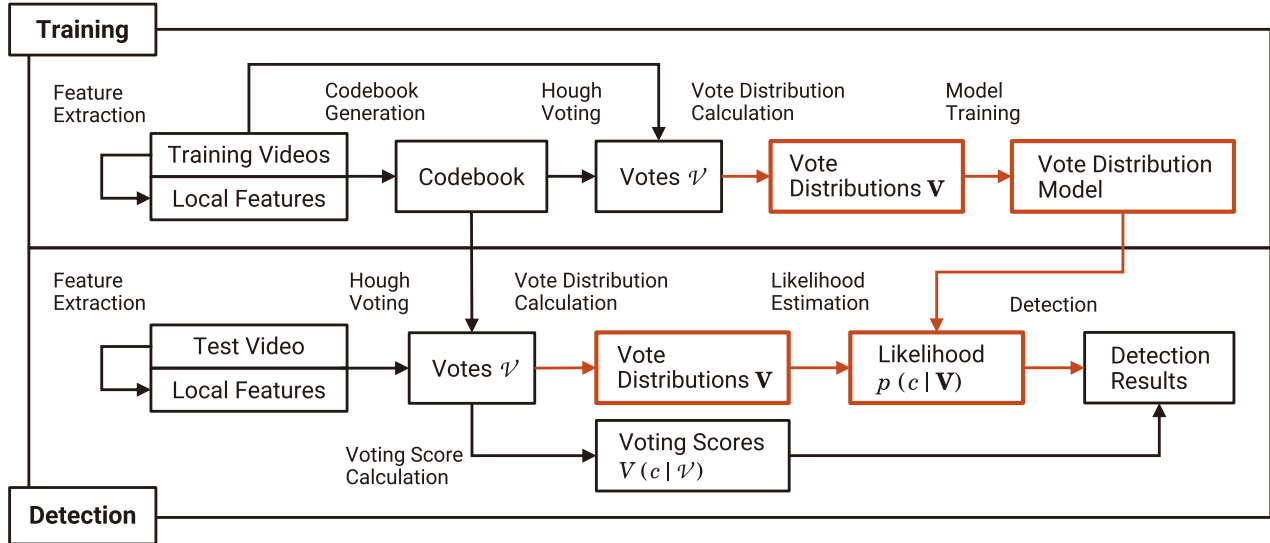 Training
Feature
Extraction
Codebook
Generation
Hough
Voting
Vote Distribution
Calculation
Model
Training
Training Videos
Local Features
Codebook
Votes 𝒱
Vote
Distributions 𝐕
Vote Distribution
Model
Feature
Extraction
Hough
Voting
Vote Distribution
Calculation
Likelihood
Estimation
Detection
Test Video
Local Features
Votes 𝒱
Vote
Distributions 𝐕
Likelihood
p (c | 𝐕)
Detection
Results
Voting Score
Calculation
Voting Scores
V (c | 𝒱)
Detection